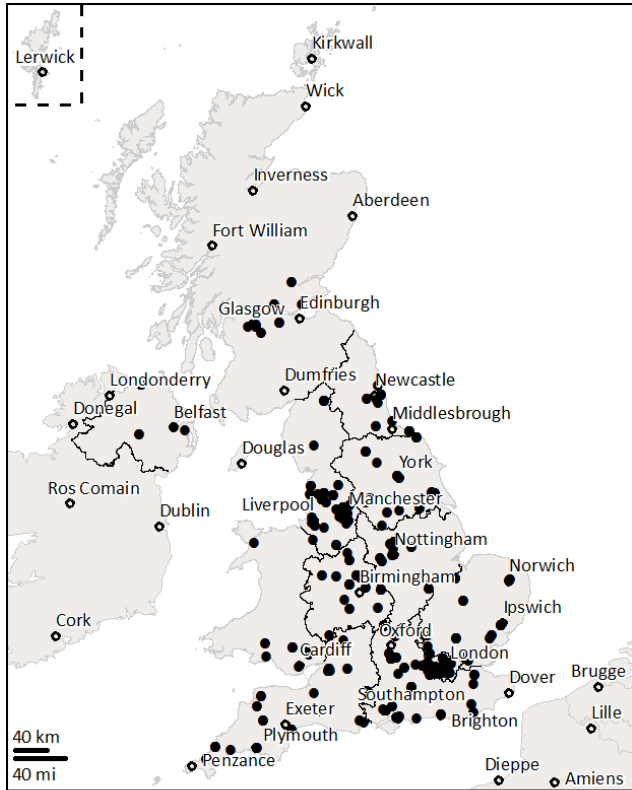 Kirkwall
Lerwick
Wick
Inverness
Aberdeen
Fort William
Glasgow
Edinburgh
Dumfries
Newcastle
Londonderry
Donegal
Belfast
Middlesbrough
Douglas
York
Ros Comain
Liverpool
Manchester
Dublin
Nottingham
Birmingham
Norwich
Ipswich
Cork
Oxford
Cardiff
London
Southampton
Dover
Brugge
Exeter
Brighton
Lille
Plymouth
40 km
Penzance
40 mi
Dieppe
Amiens